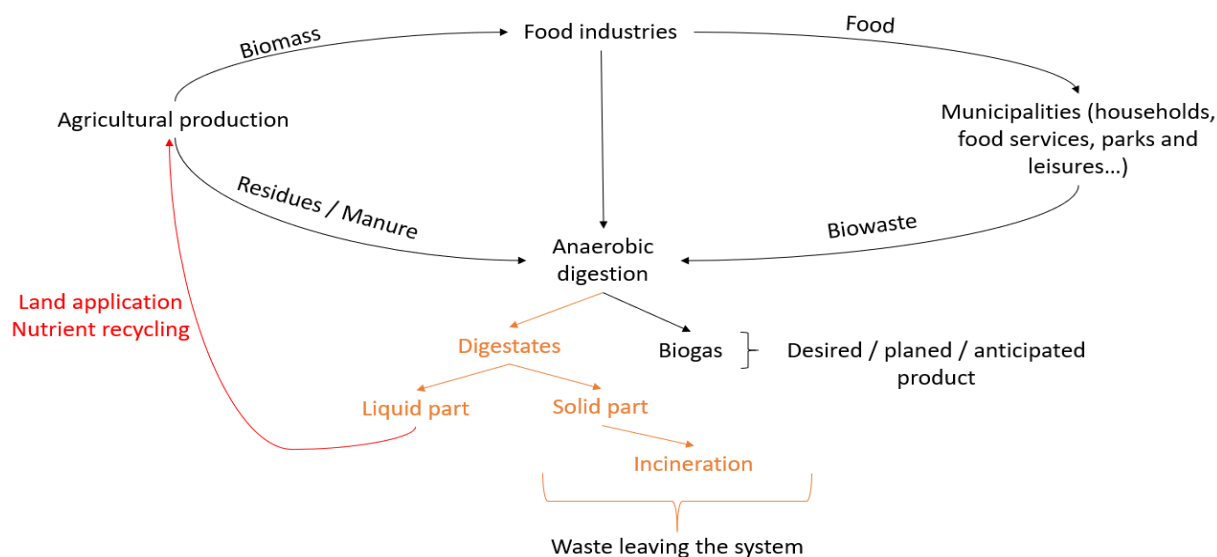 Biomass
Food industries
Food
Agricultural production
Municipalities (households,
food services, parks and
leisures...)
Residues / Manure
Biowaste
Anaerobic
digestion
Land application
Nutrient recycling
Digestates
Biogas
Desired / planed / anticipated
product
Liquid part
Solid part
Incineration
Waste leaving the system